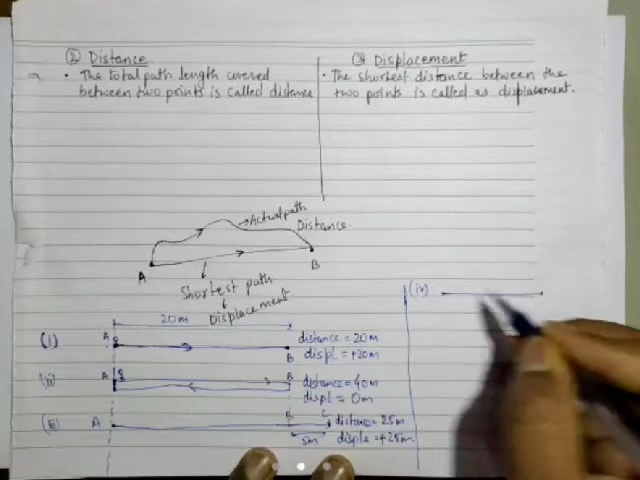 ② Distance
• The total path length covered
between two points is called distance
③ Displacement
• The shortest distance between the
two points is called as displacement.
Actual path
Distance
A
B
Shortest path
Displacement
20m
(i) A B distance = 20m
displ = +20m
(ii) A B distance = 40m
displ = 0m
(iii) A B C distance = 25m
5m displ = +25m
(iv)